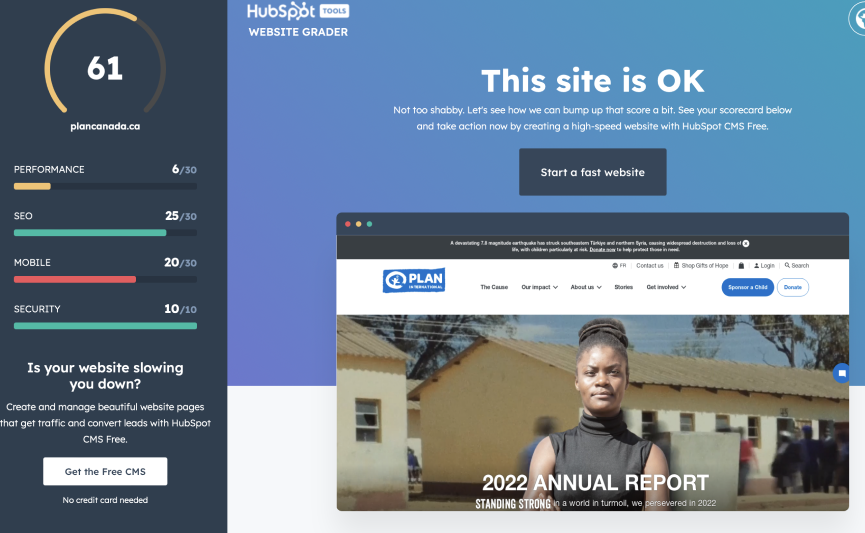 61
plancanada.ca
PERFORMANCE 6/30
SEO 25/30
MOBILE 20/30
SECURITY 10/10
Is your website slowing
you down?
Create and manage beautiful website pages
that get traffic and convert leads with HubSpot
CMS Free.
Get the Free CMS
No credit card needed
HubSpot TOOLS
WEBSITE GRADER
This site is OK
Not too shabby. Let's see how we can bump up that score a bit. See your scorecard below
and take action now by creating a high-speed website with HubSpot CMS Free.
Start a fast website
A devastating 7.8 magnitude earthquake has struck southeastern Türkiye and northern Syria, causing widespread destruction and loss of
life, with children particularly at risk. Donate now to help protect those in need.
FR Contact us Shop Gifts of Hope Login Search
PLAN
INTERNATIONAL
The Cause Our impact About us Stories Get involved Sponsor a Child Donate
2022 ANNUAL REPORT
STANDING STRONG in a world in turmoil, we persevered in 2022